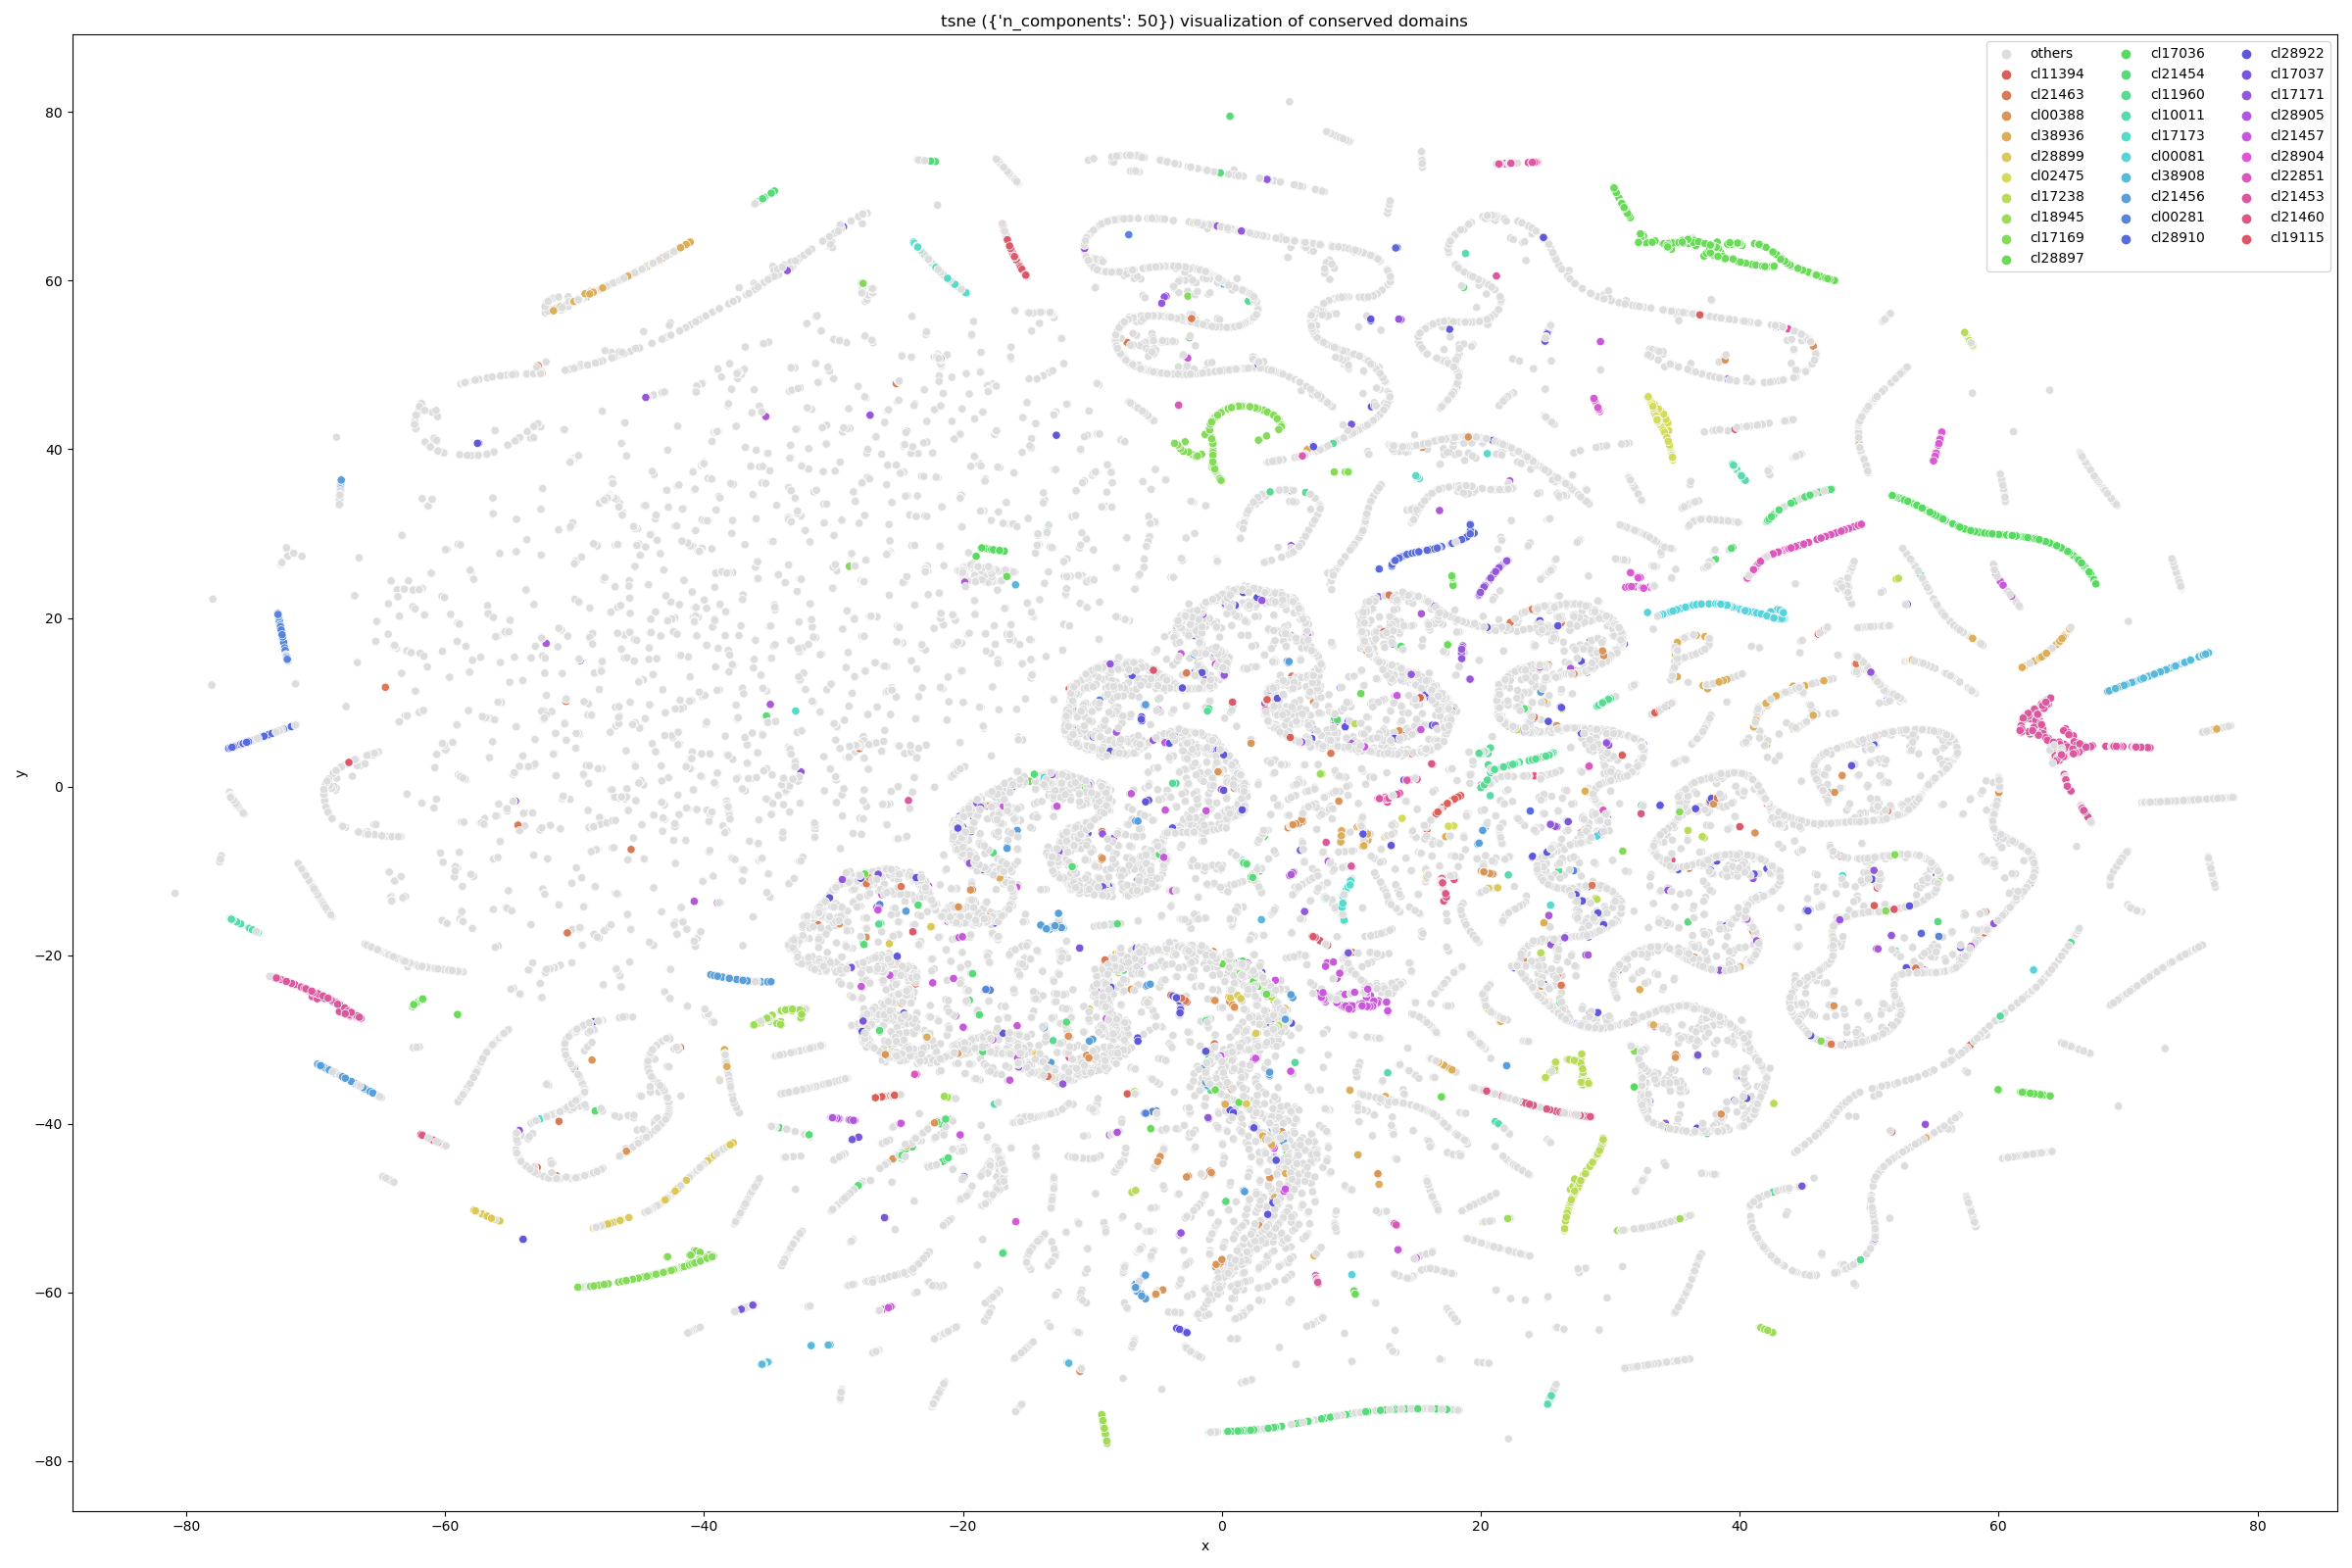 tsne ({'n_components': 50}) visualization of conserved domains
others
cl11394
cl21463
cl00388
cl38936
cl28899
cl02475
cl17238
cl18945
cl17169
cl28897
cl17036
cl21454
cl11960
cl10011
cl17173
cl00081
cl38908
cl21456
cl00281
cl28910
cl28922
cl17037
cl17171
cl28905
cl21457
cl28904
cl22851
cl21453
cl21460
cl19115
80
60
40
20
0
−20
−40
−60
−80
y
−80 −60 −40 −20 0 20 40 60 80
x